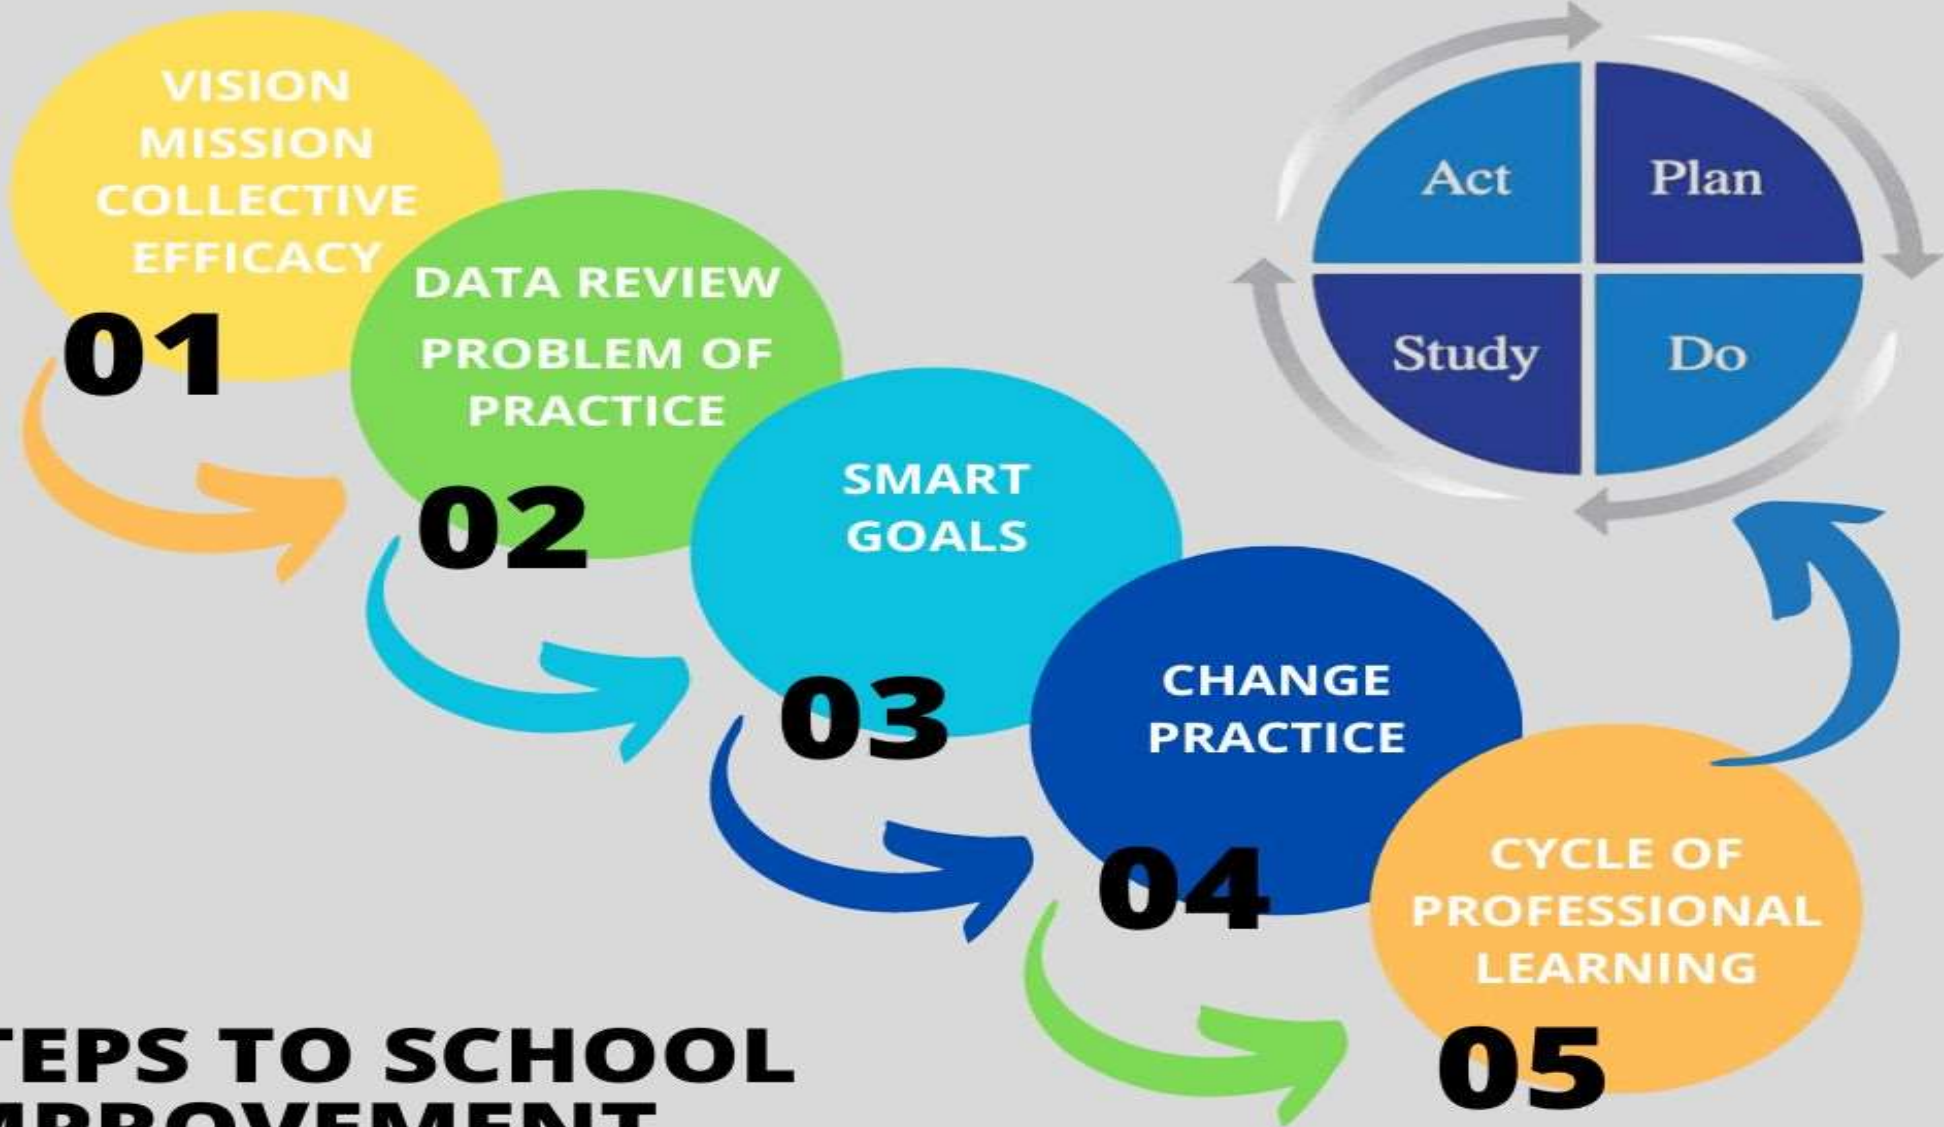 VISION
MISSION
COLLECTIVE
EFFICACY
01
DATA REVIEW
PROBLEM OF
PRACTICE
02
SMART
GOALS
03
CHANGE
PRACTICE
04
CYCLE OF
PROFESSIONAL
LEARNING
05
Act
Plan
Study
Do
TEPS TO SCHOOL
MPROVEMENT